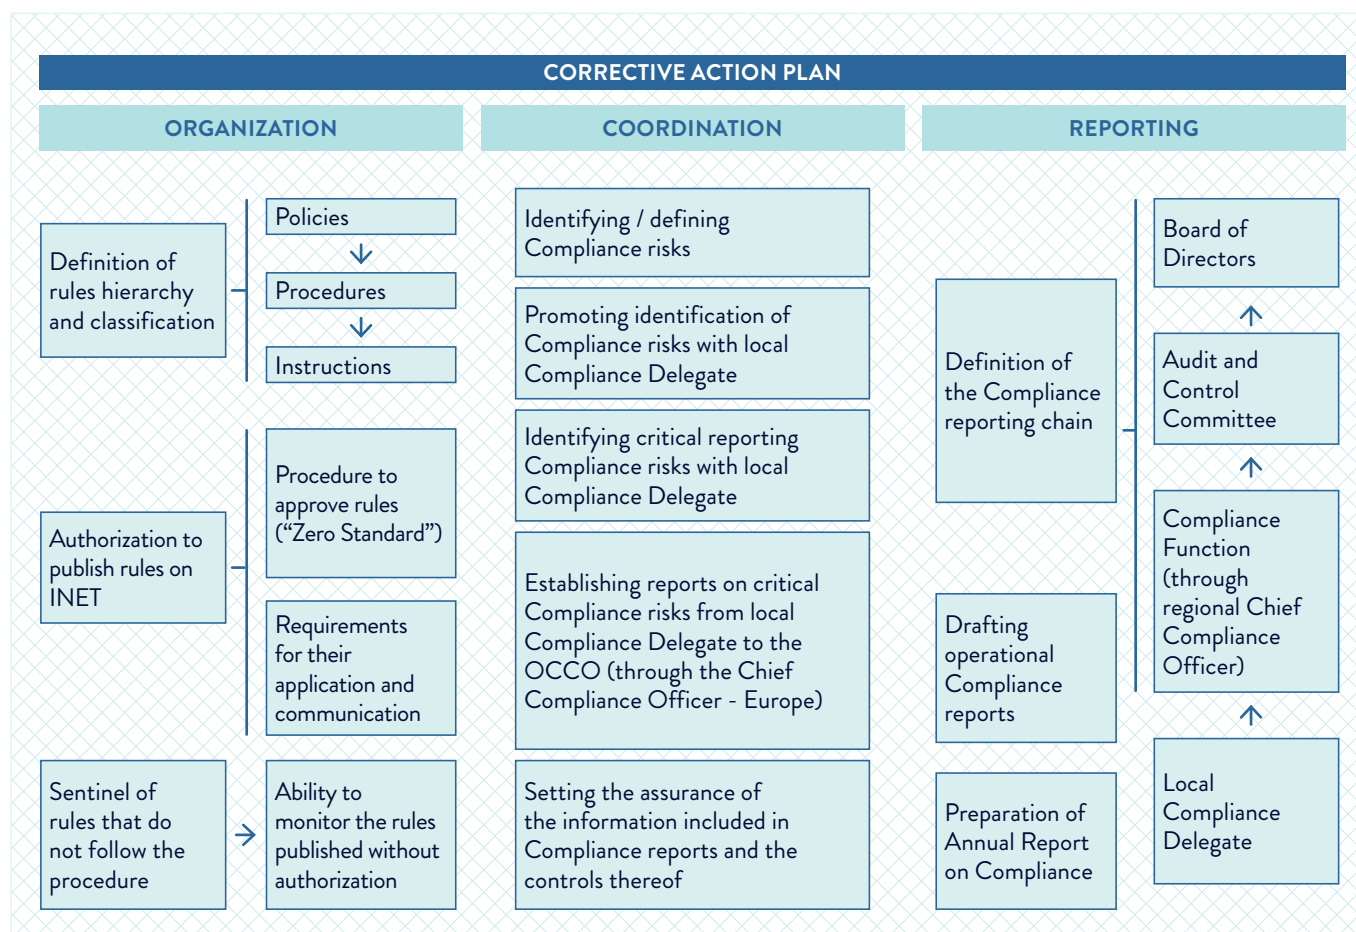 CORRECTIVE ACTION PLAN
ORGANIZATION
Definition of
rules hierarchy
and classification
Policies
Procedures
Instructions
Authorization to
publish rules on
INET
Procedure to
approve rules
(“Zero Standard”)
Requirements
for their
application and
communication
Sentinel of
rules that do
not follow the
procedure
Ability to
monitor the rules
published without
authorization
COORDINATION
Identifying / defining
Compliance risks
Promoting identification of
Compliance risks with local
Compliance Delegate
Identifying critical reporting
Compliance risks with local
Compliance Delegate
Establishing reports on critical
Compliance risks from local
Compliance Delegate to the
OCCO (through the Chief
Compliance Officer - Europe)
Setting the assurance of
the information included in
Compliance reports and the
controls thereof
REPORTING
Definition of
the Compliance
reporting chain
Board of
Directors
Audit and
Control
Committee
Compliance
Function
(through
regional Chief
Compliance
Officer)
Local
Compliance
Delegate
Drafting
operational
Compliance
reports
Preparation of
Annual Report
on Compliance